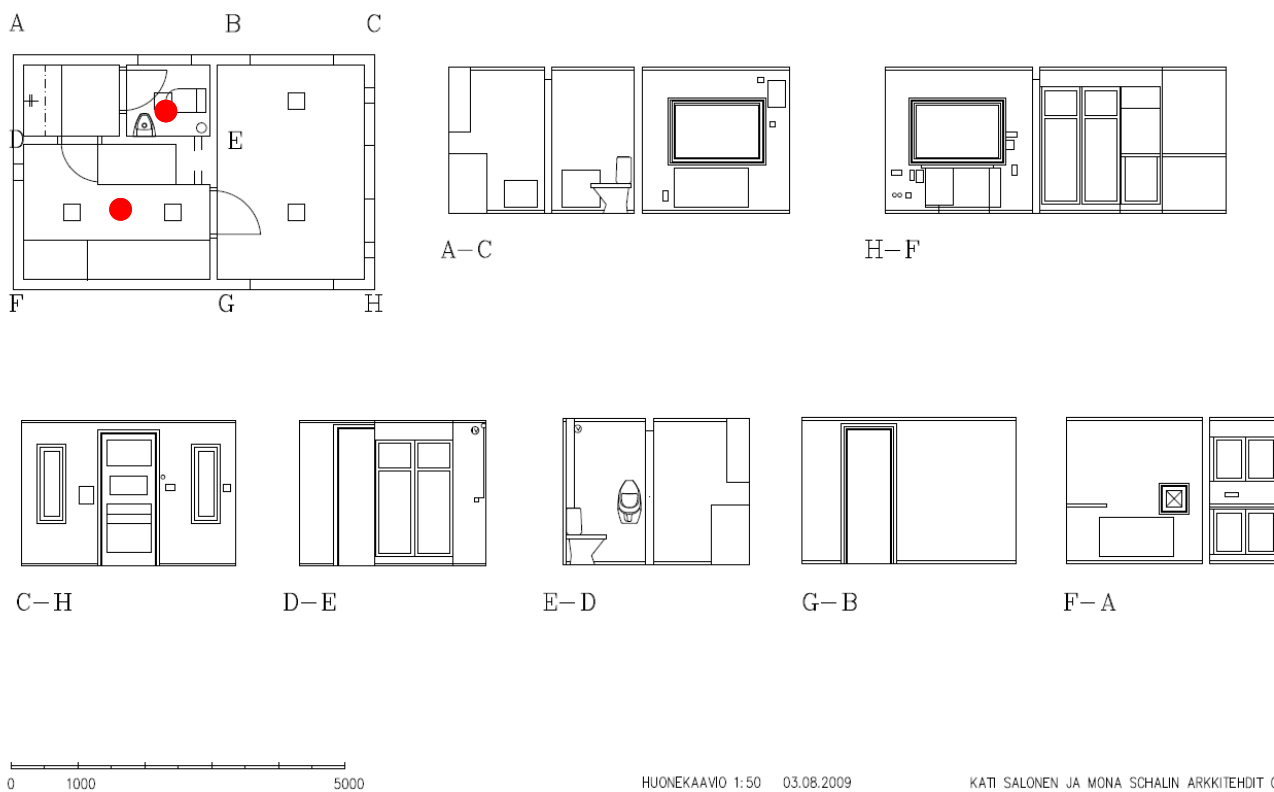 A B C
D E
F G H
A–C
H–F
C–H
D–E
E–D
G–B
F–A
0 1000 5000
HUONEKAAVIO 1:50 03.08.2009
KATI SALONEN JA MONA SCHALIN ARKKITEHDIT